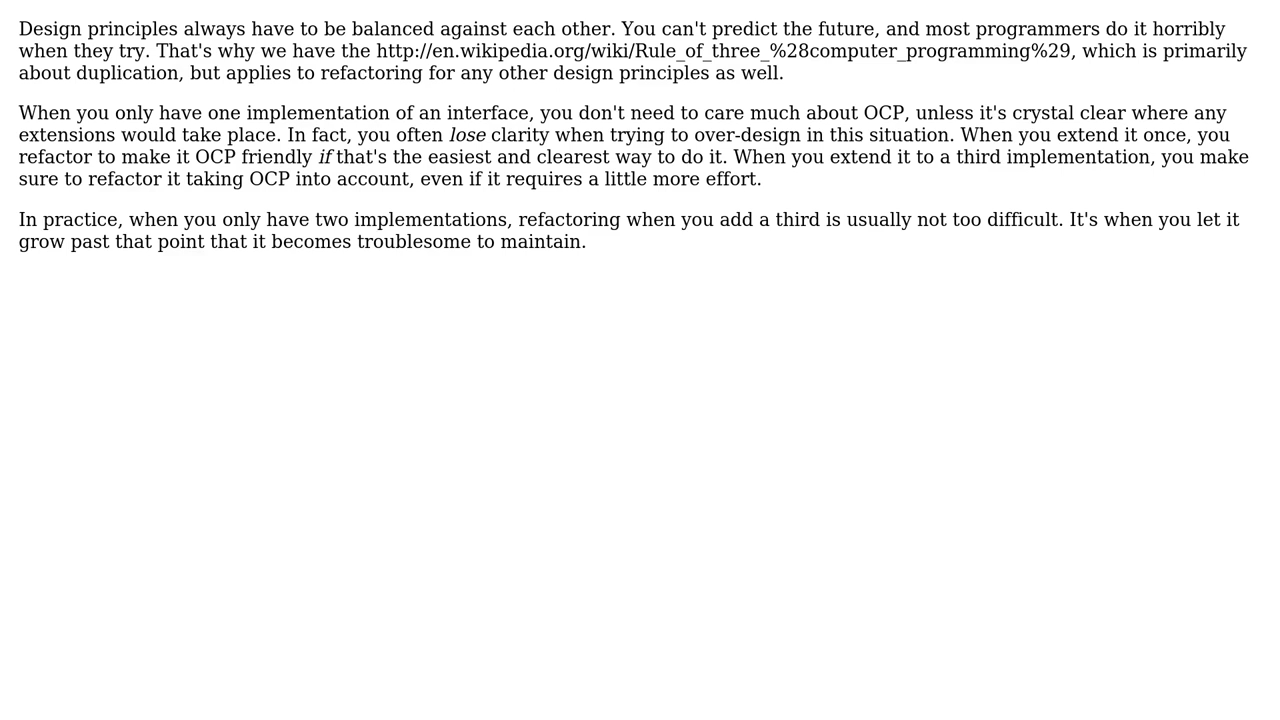 Design principles always have to be balanced against each other. You can't predict the future, and most programmers do it horribly
when they try. That's why we have the http://en.wikipedia.org/wiki/Rule_of_three_%28computer_programming%29, which is primarily
about duplication, but applies to refactoring for any other design principles as well.
When you only have one implementation of an interface, you don't need to care much about OCP, unless it's crystal clear where any
extensions would take place. In fact, you often lose clarity when trying to over-design in this situation. When you extend it once, you
refactor to make it OCP friendly if that's the easiest and clearest way to do it. When you extend it to a third implementation, you make
sure to refactor it taking OCP into account, even if it requires a little more effort.
In practice, when you only have two implementations, refactoring when you add a third is usually not too difficult. It's when you let it
grow past that point that it becomes troublesome to maintain.